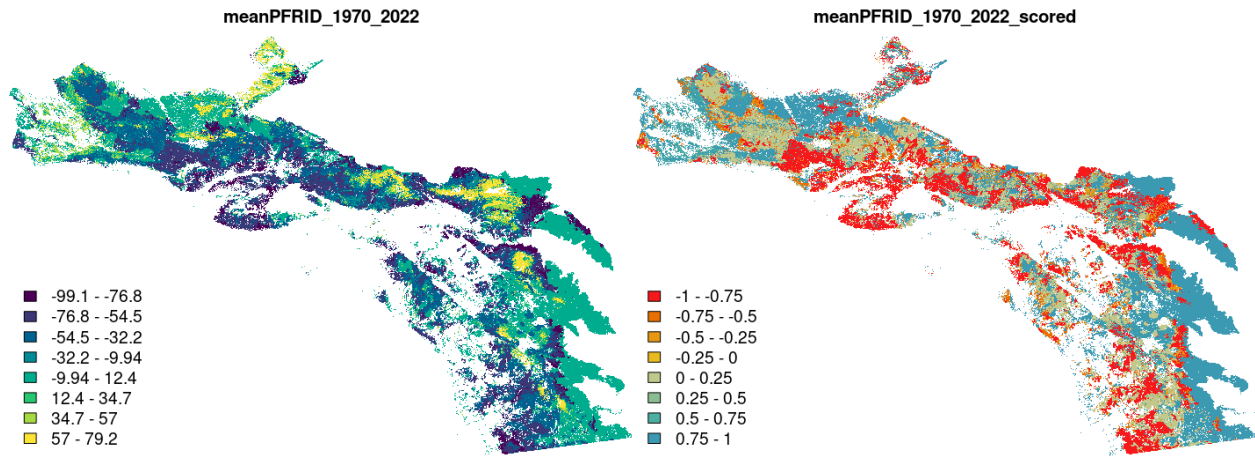 meanPFRID_1970_2022
-99.1 - -76.8
-76.8 - -54.5
-54.5 - -32.2
-32.2 - -9.94
-9.94 - 12.4
12.4 - 34.7
34.7 - 57
57 - 79.2
meanPFRID_1970_2022_scored
-1 - -0.75
-0.75 - -0.5
-0.5 - -0.25
-0.25 - 0
0 - 0.25
0.25 - 0.5
0.5 - 0.75
0.75 - 1